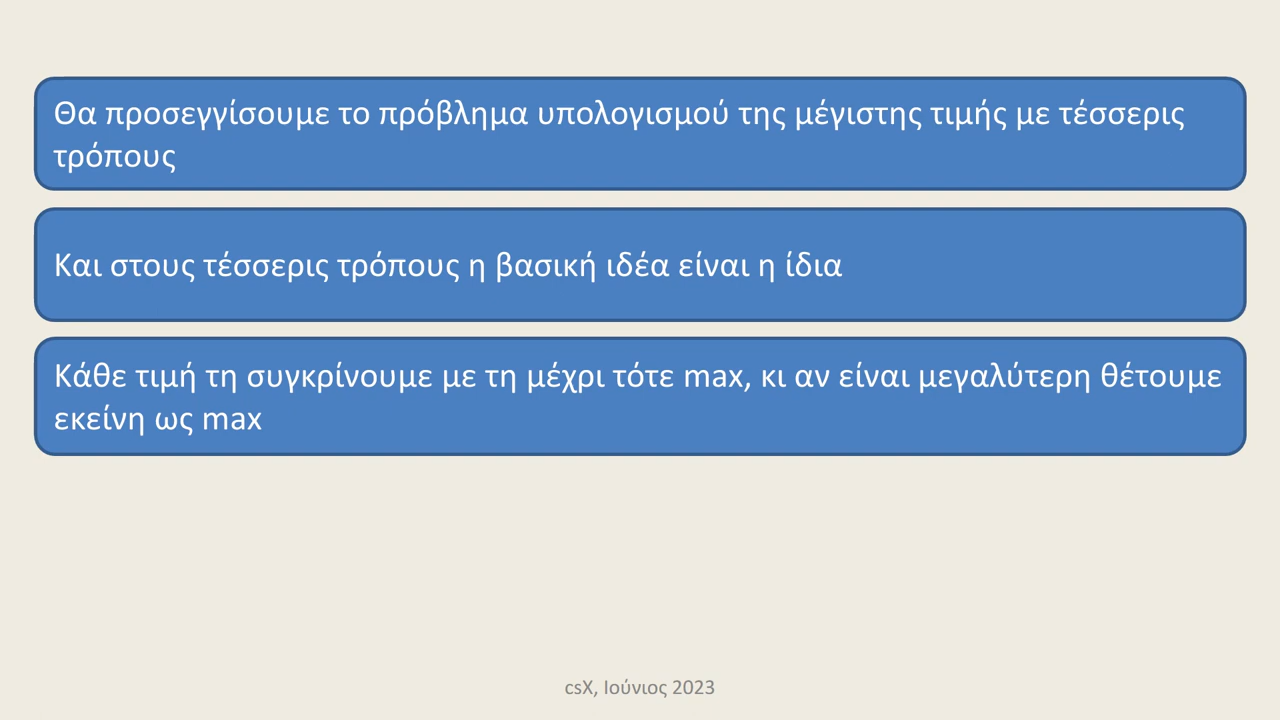 Θα προσεγγίσουμε το πρόβλημα υπολογισμού της μέγιστης τιμής με τέσσερις
τρόπους
Και στους τέσσερις τρόπους η βασική ιδέα είναι η ίδια
Κάθε τιμή τη συγκρίνουμε με τη μέχρι τότε max, κι αν είναι μεγαλύτερη θέτουμε
εκείνη ως max
csX, Ιούνιος 2023